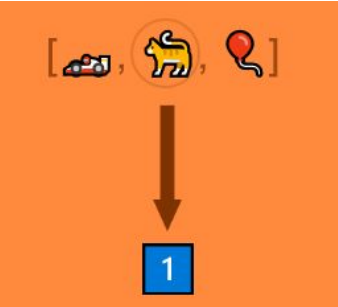 [🏎️, 🐈, 🎈]
1